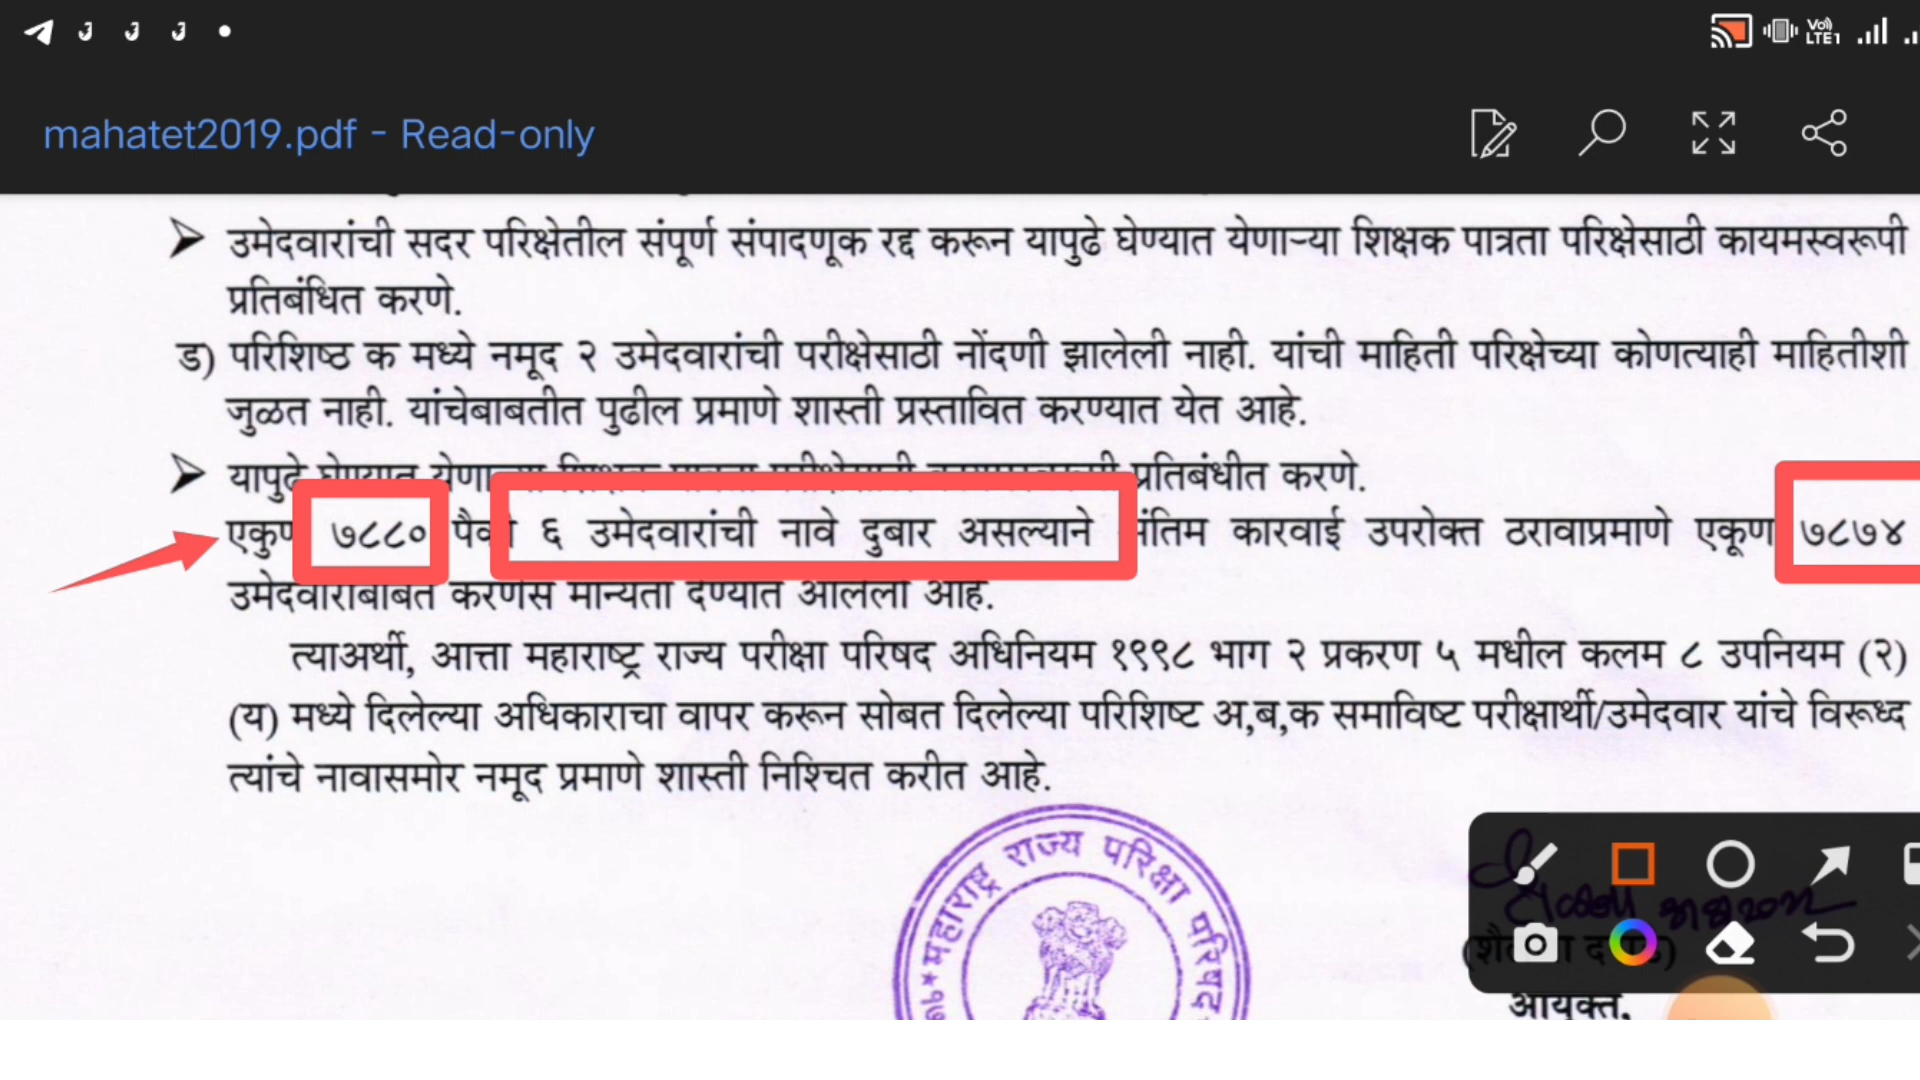 J J J
Vo) LTE1
mahatet2019.pdf - Read-only
➤ उमेदवारांची सदर परिक्षेतील संपूर्ण संपादणूक रद्द करून यापुढे घेण्यात येणाऱ्या शिक्षक पात्रता परिक्षेसाठी कायमस्वरूपी
प्रतिबंधित करणे.
ड) परिशिष्ठ क मध्ये नमूद २ उमेदवारांची परीक्षेसाठी नोंदणी झालेली नाही. यांची माहिती परिक्षेच्या कोणत्याही माहितीशी
जुळत नाही. यांचेबाबतीत पुढील प्रमाणे शास्ती प्रस्तावित करण्यात येत आहे.
➤ यापुढे घेण्यात प्रतिबंधीत करणे.
एकुण ७८८० पैकी ६ उमेदवारांची नावे दुबार असल्याने अंतिम कारवाई उपरोक्त ठरावाप्रमाणे एकूण ७८७४
उमेदवारांबाबत करणेस मान्यता देण्यात आलेली आहे.
त्याअर्थी, आत्ता महाराष्ट्र राज्य परीक्षा परिषद अधिनियम १९९८ भाग २ प्रकरण ५ मधील कलम ८ उपनियम (२)
(य) मध्ये दिलेल्या अधिकाराचा वापर करून सोबत दिलेल्या परिशिष्ट अ,ब,क समाविष्ट परीक्षार्थी/उमेदवार यांचे विरूध्द
त्यांचे नावासमोर नमूद प्रमाणे शास्ती निश्चित करीत आहे.
महाराष्ट्र राज्य परिक्षा परिषद
आयुक्त,